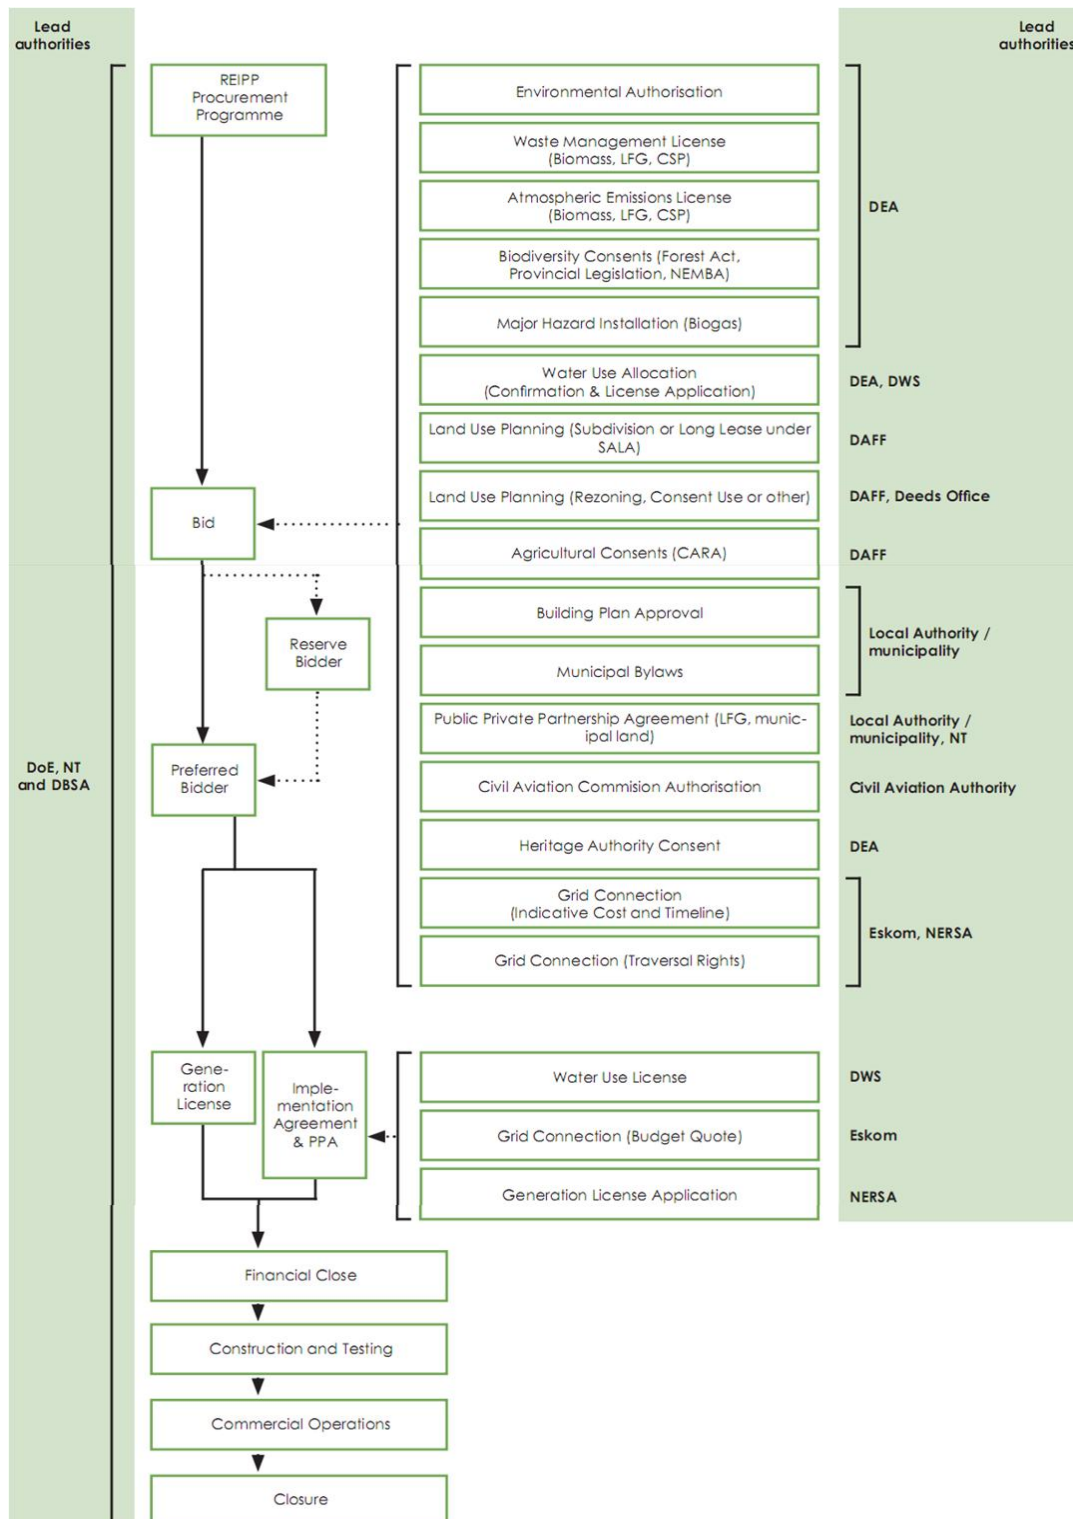 Lead
authorities
Lead
authorities
REIPP
Procurement
Programme
Environmental Authorisation
Waste Management License
(Biomass, LFG, CSP)
Atmospheric Emissions License
(Biomass, LFG, CSP)
DEA
Biodiversity Consents (Forest Act,
Provincial Legislation, NEMBA)
Major Hazard Installation (Biogas)
Water Use Allocation
(Confirmation & License Application)
DEA, DWS
Land Use Planning (Subdivision or Long Lease under
SALA)
DAFF
Bid
Land Use Planning (Rezoning, Consent Use or other)
DAFF, Deeds Office
Agricultural Consents (CARA)
DAFF
Building Plan Approval
Local Authority /
municipality
Reserve
Bidder
Municipal Bylaws
Public Private Partnership Agreement (LFG, munic-
ipal land)
Local Authority /
municipality, NT
DoE, NT
and DBSA
Preferred
Bidder
Civil Aviation Commision Authorisation
Civil Aviation Authority
Heritage Authority Consent
DEA
Grid Connection
(Indicative Cost and Timeline)
Eskom, NERSA
Grid Connection (Traversal Rights)
Gene-
ration
License
Imple-
mentation
Agreement
& PPA
Water Use License
DWS
Grid Connection (Budget Quote)
Eskom
Generation License Application
NERSA
Financial Close
Construction and Testing
Commercial Operations
Closure